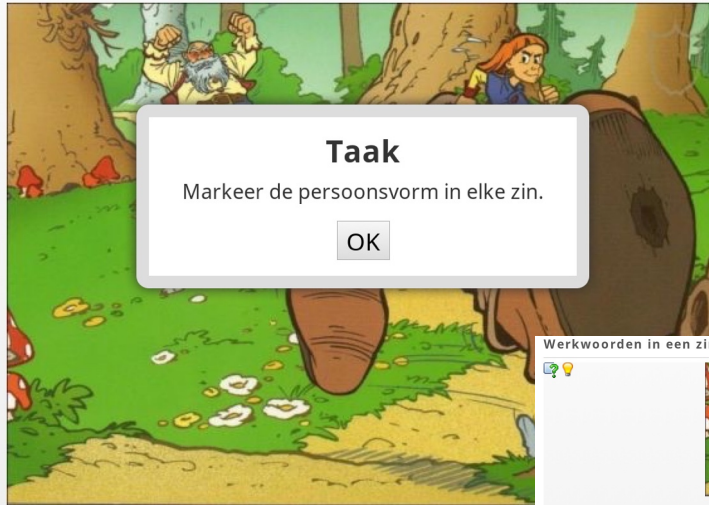 Taak
Markeer de persoonsvorm in elke zin.
OK
Werkwoorden in een zi